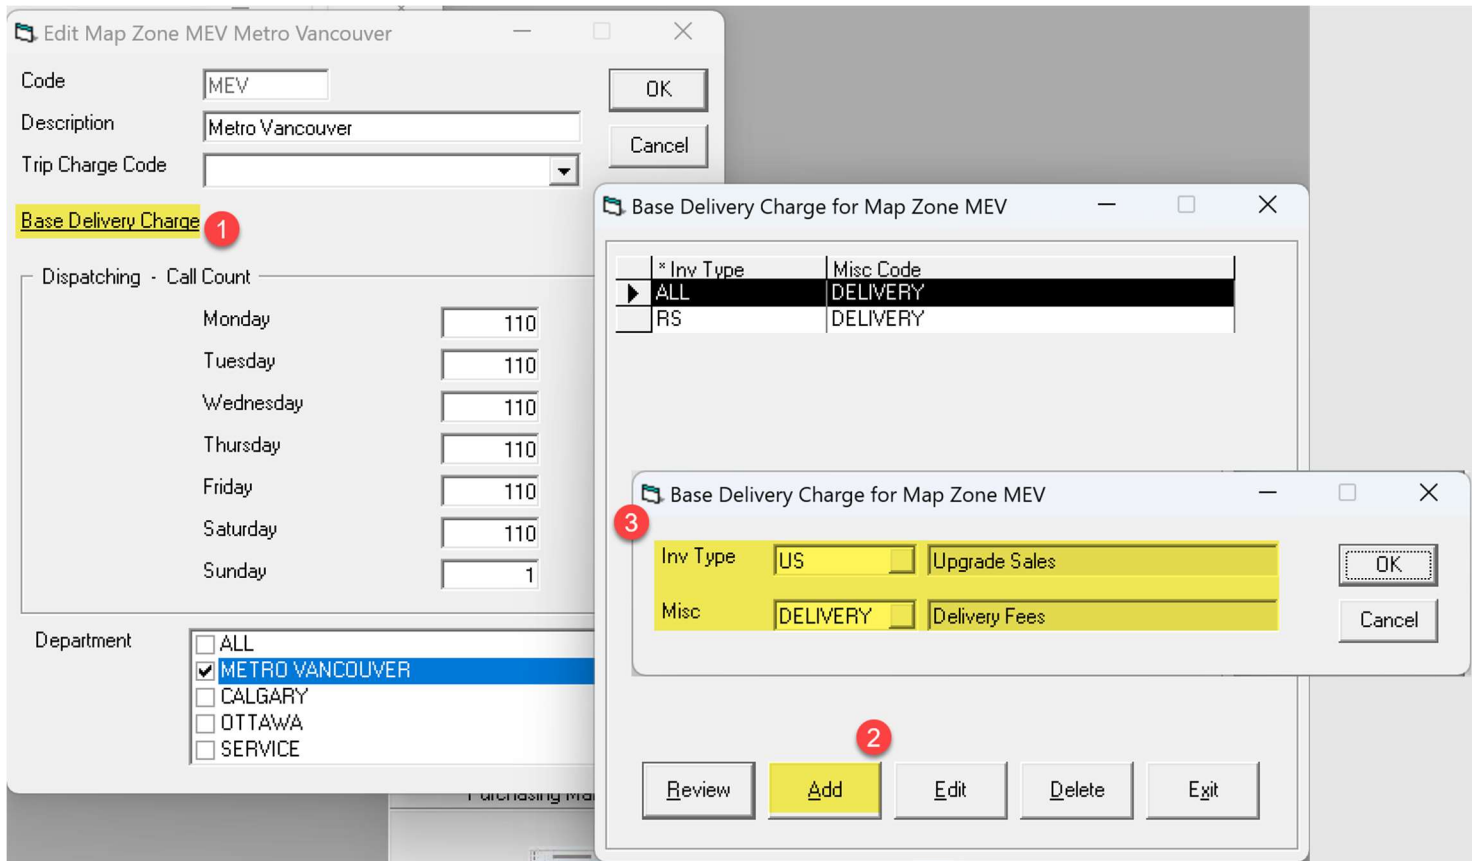 Edit Map Zone MEV Metro Vancouver
Code MEV OK
Description Metro Vancouver
Trip Charge Code Cancel
Base Delivery Charge 1
Dispatching - Call Count
Monday 110
Tuesday 110
Wednesday 110
Thursday 110
Friday 110
Saturday 110
Sunday 1
Department
ALL
METRO VANCOUVER
CALGARY
OTTAWA
SERVICE
Base Delivery Charge for Map Zone MEV
* Inv Type Misc Code
ALL DELIVERY
RS DELIVERY
Base Delivery Charge for Map Zone MEV
3
Inv Type US Upgrade Sales OK
Misc DELIVERY Delivery Fees Cancel
2
Review Add Edit Delete Exit
Purchasing